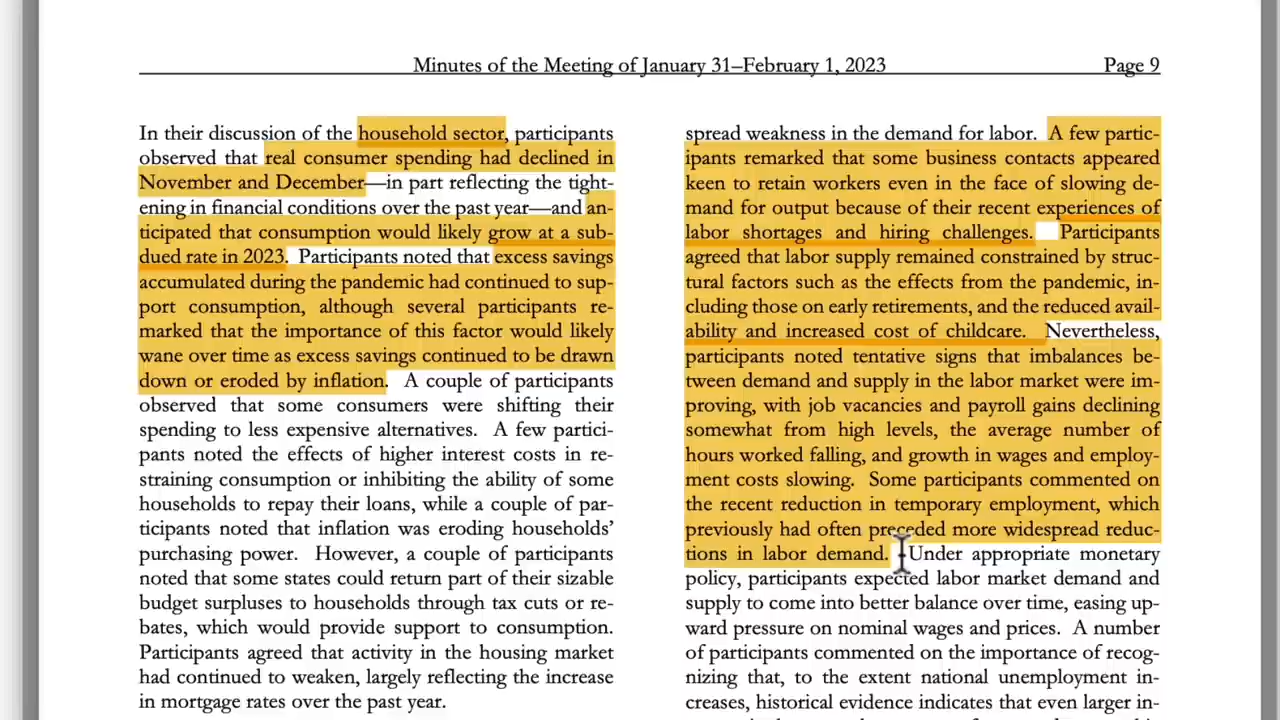 Minutes of the Meeting of January 31–February 1, 2023 Page 9
In their discussion of the household sector, participants
observed that real consumer spending had declined in
November and December—in part reflecting the tight-
ening in financial conditions over the past year—and an-
ticipated that consumption would likely grow at a sub-
dued rate in 2023. Participants noted that excess savings
accumulated during the pandemic had continued to sup-
port consumption, although several participants re-
marked that the importance of this factor would likely
wane over time as excess savings continued to be drawn
down or eroded by inflation. A couple of participants
observed that some consumers were shifting their
spending to less expensive alternatives. A few partici-
pants noted the effects of higher interest costs in re-
straining consumption or inhibiting the ability of some
households to repay their loans, while a couple of par-
ticipants noted that inflation was eroding households’
purchasing power. However, a couple of participants
noted that some states could return part of their sizable
budget surpluses to households through tax cuts or re-
bates, which would provide support to consumption.
Participants agreed that activity in the housing market
had continued to weaken, largely reflecting the increase
in mortgage rates over the past year.
spread weakness in the demand for labor. A few partic-
ipants remarked that some business contacts appeared
keen to retain workers even in the face of slowing de-
mand for output because of their recent experiences of
labor shortages and hiring challenges. Participants
agreed that labor supply remained constrained by struc-
tural factors such as the effects from the pandemic, in-
cluding those on early retirements, and the reduced avail-
ability and increased cost of childcare. Nevertheless,
participants noted tentative signs that imbalances be-
tween demand and supply in the labor market were im-
proving, with job vacancies and payroll gains declining
somewhat from high levels, the average number of
hours worked falling, and growth in wages and employ-
ment costs slowing. Some participants commented on
the recent reduction in temporary employment, which
previously had often preceded more widespread reduc-
tions in labor demand. Under appropriate monetary
policy, participants expected labor market demand and
supply to come into better balance over time, easing up-
ward pressure on nominal wages and prices. A number
of participants commented on the importance of recog-
nizing that, to the extent national unemployment in-
creases, historical evidence indicates that even larger in-